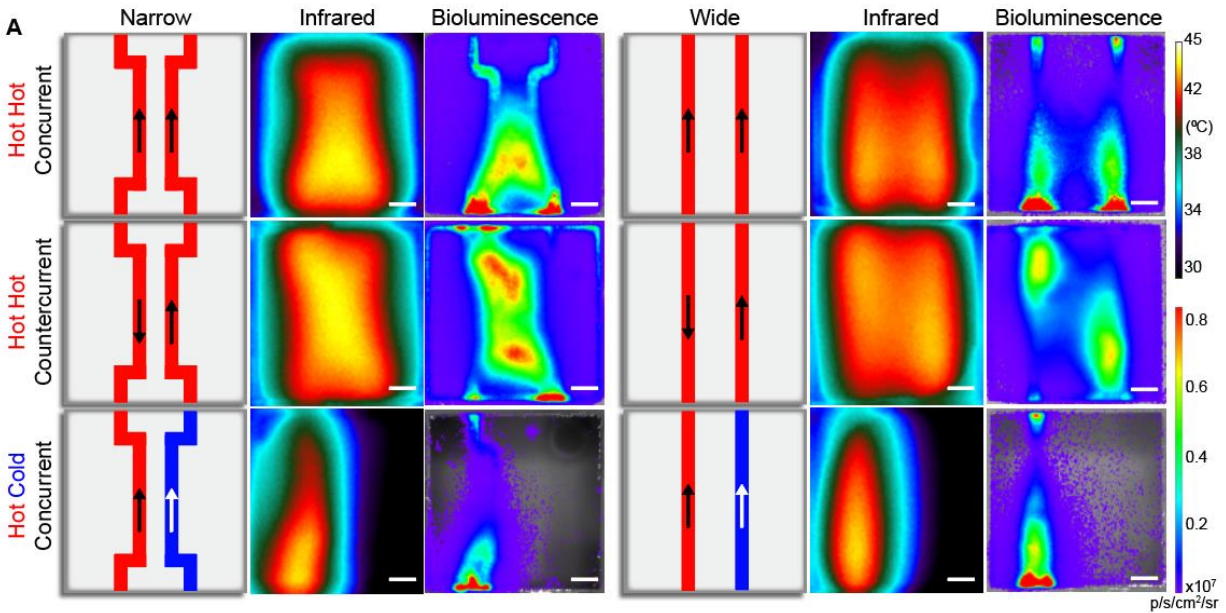 A
Narrow Infrared Bioluminescence Wide Infrared Bioluminescence
Hot Hot
Concurrent
Hot Hot
Countercurrent
Hot Cold
Concurrent
45
42
(ºC)
38
34
30
0.8
0.6
0.4
0.2
x10⁷
p/s/cm²/sr